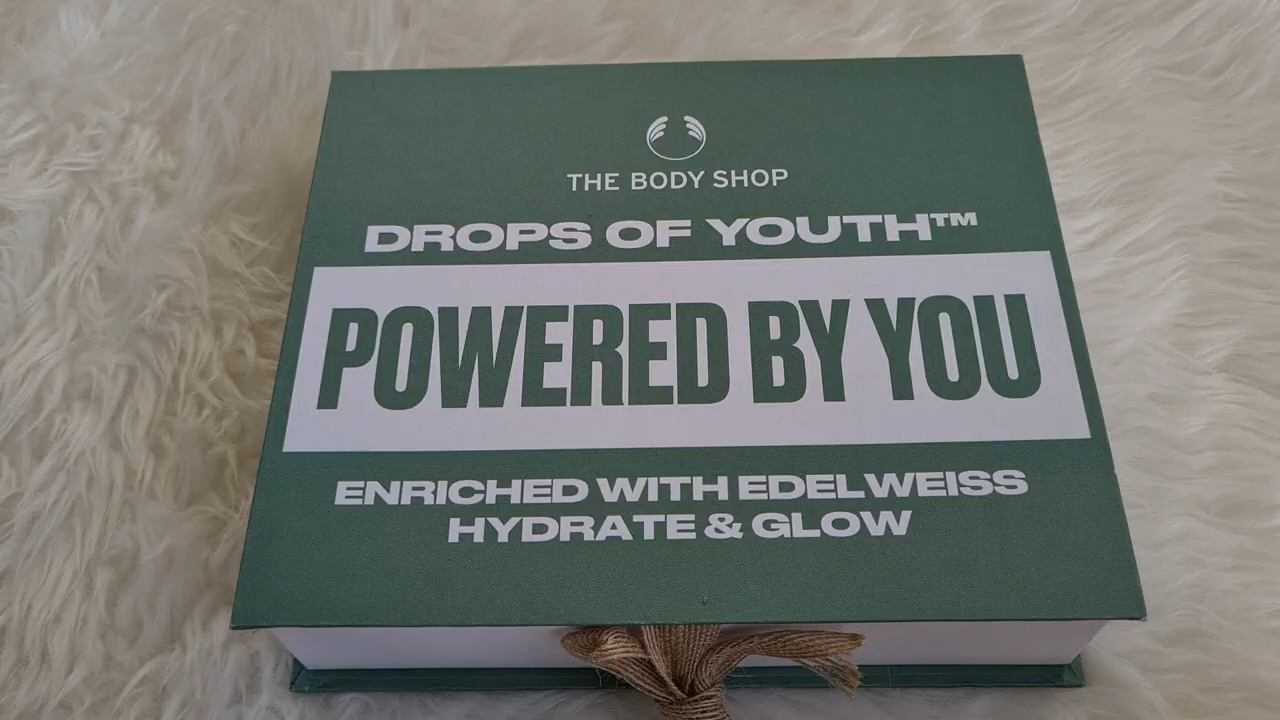 THE BODY SHOP
DROPS OF YOUTH™
POWERED BY YOU
ENRICHED WITH EDELWEISS
HYDRATE & GLOW